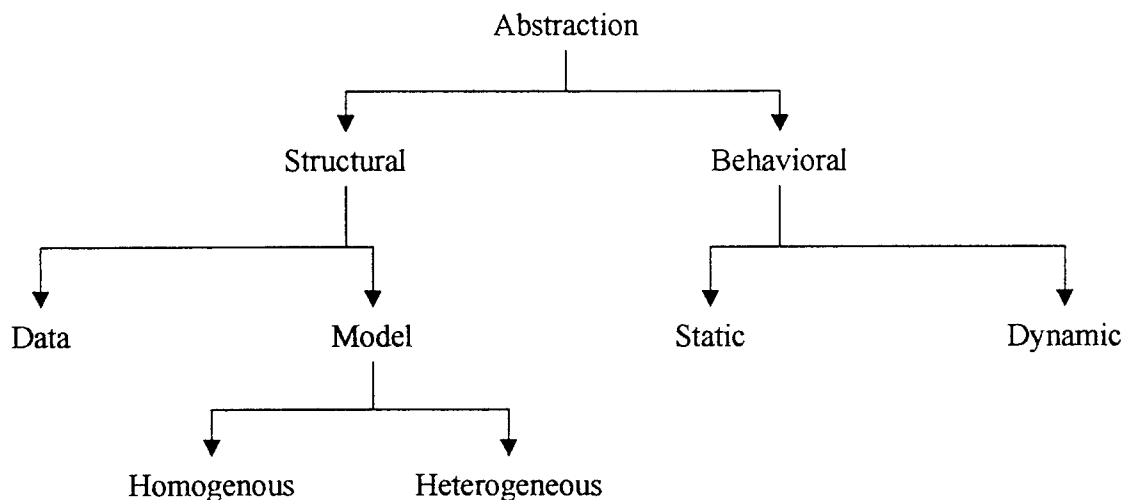 Abstraction
Structural Behavioral
Data Model Static Dynamic
Homogenous Heterogeneous